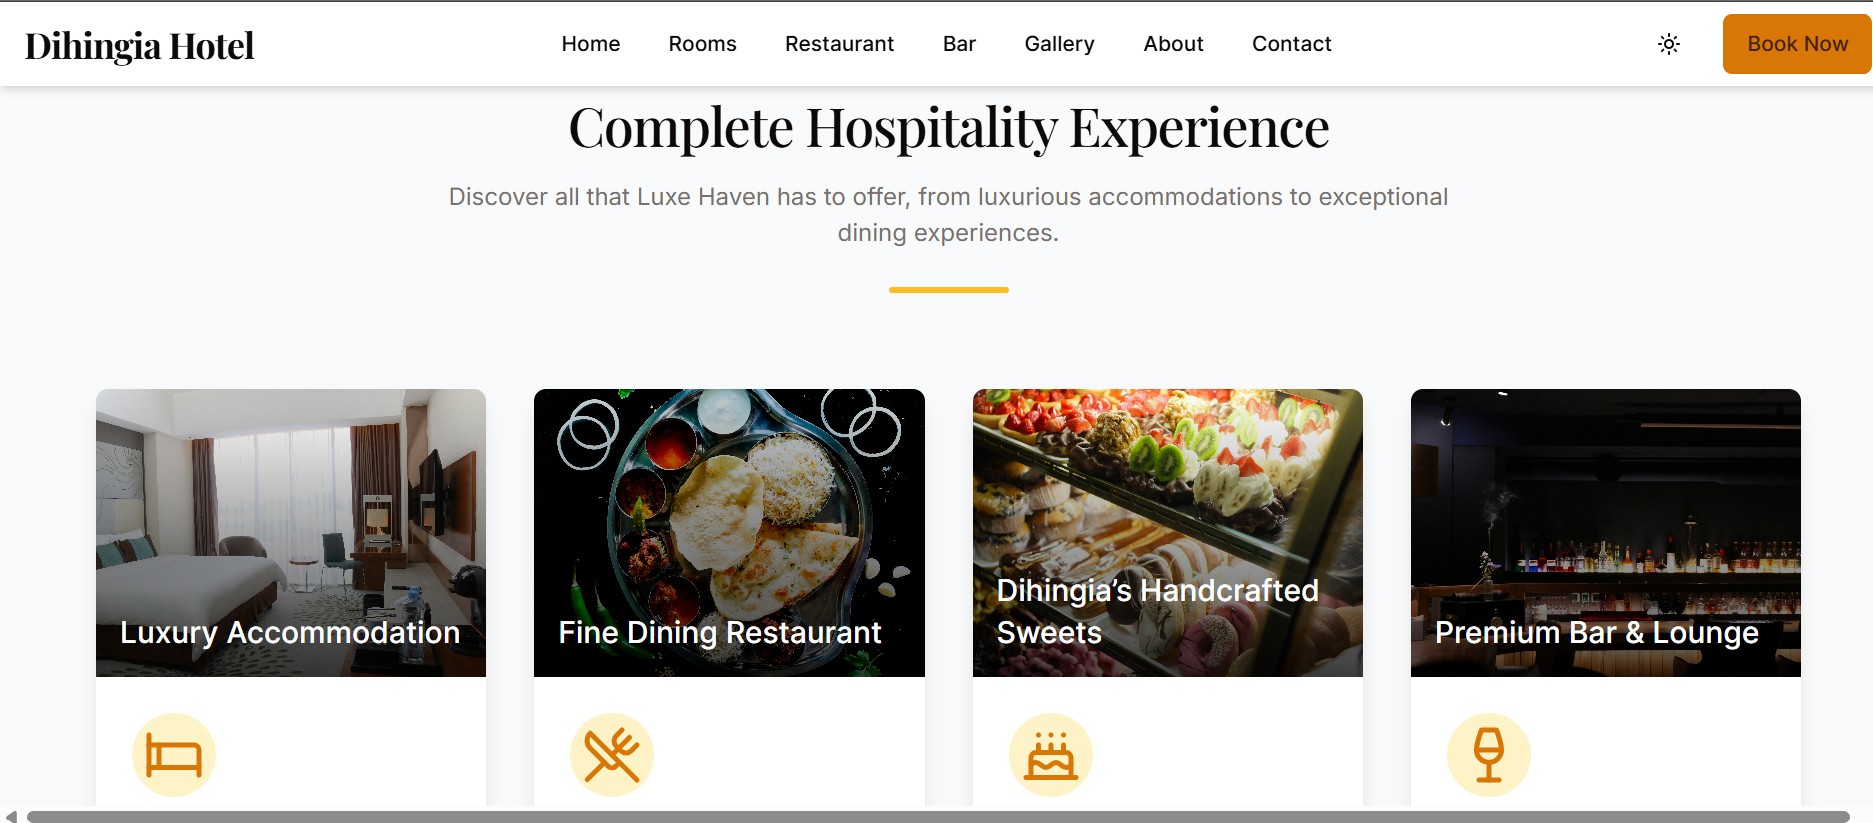 Dihingia Hotel
Home Rooms Restaurant Bar Gallery About Contact
Book Now
Complete Hospitality Experience
Discover all that Luxe Haven has to offer, from luxurious accommodations to exceptional
dining experiences.
Luxury Accommodation
Fine Dining Restaurant
Dihingia’s Handcrafted
Sweets
Premium Bar & Lounge